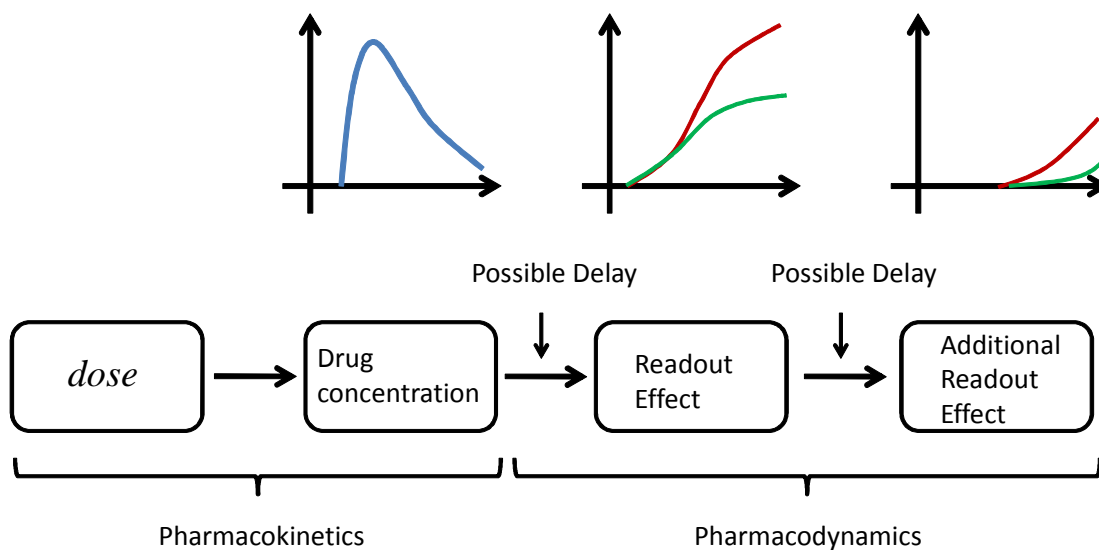 Possible Delay
Possible Delay
dose
Drug
concentration
Readout
Effect
Additional
Readout
Effect
Pharmacokinetics
Pharmacodynamics